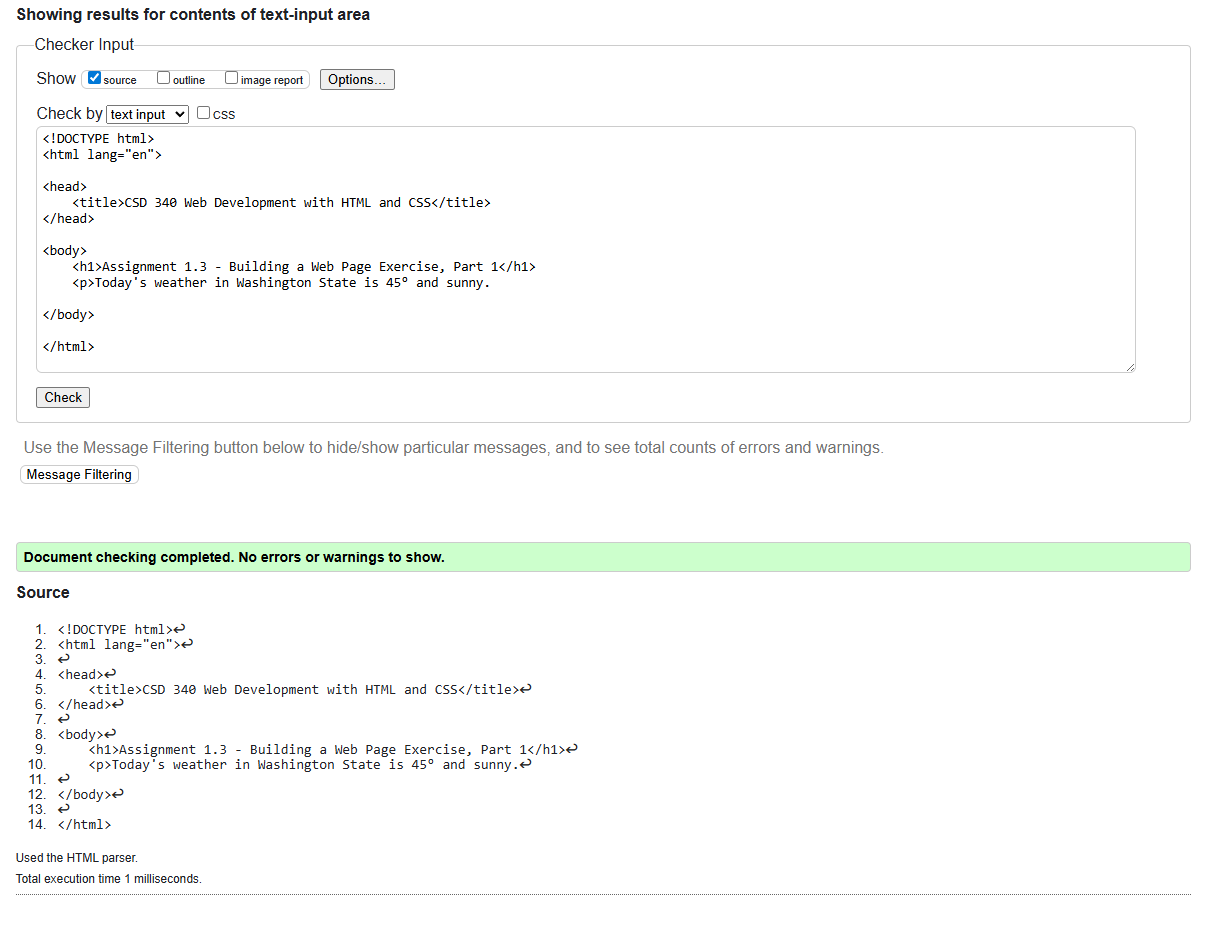 Showing results for contents of text-input area
Checker Input
Show source outline image report Options...
Check by text input css
<!DOCTYPE html>
<html lang="en">
<head>
    <title>CSD 340 Web Development with HTML and CSS</title>
</head>
<body>
    <h1>Assignment 1.3 - Building a Web Page Exercise, Part 1</h1>
    <p>Today's weather in Washington State is 45º and sunny.
</body>
</html>
Check
Use the Message Filtering button below to hide/show particular messages, and to see total counts of errors and warnings.
Message Filtering
Document checking completed. No errors or warnings to show.
Source
1. <!DOCTYPE html>↩
2. <html lang="en">↩
3. ↩
4. <head>↩
5.     <title>CSD 340 Web Development with HTML and CSS</title>↩
6. </head>↩
7. ↩
8. <body>↩
9.     <h1>Assignment 1.3 - Building a Web Page Exercise, Part 1</h1>↩
10.     <p>Today's weather in Washington State is 45º and sunny.↩
11. ↩
12. </body>↩
13. ↩
14. </html>
Used the HTML parser.
Total execution time 1 milliseconds.